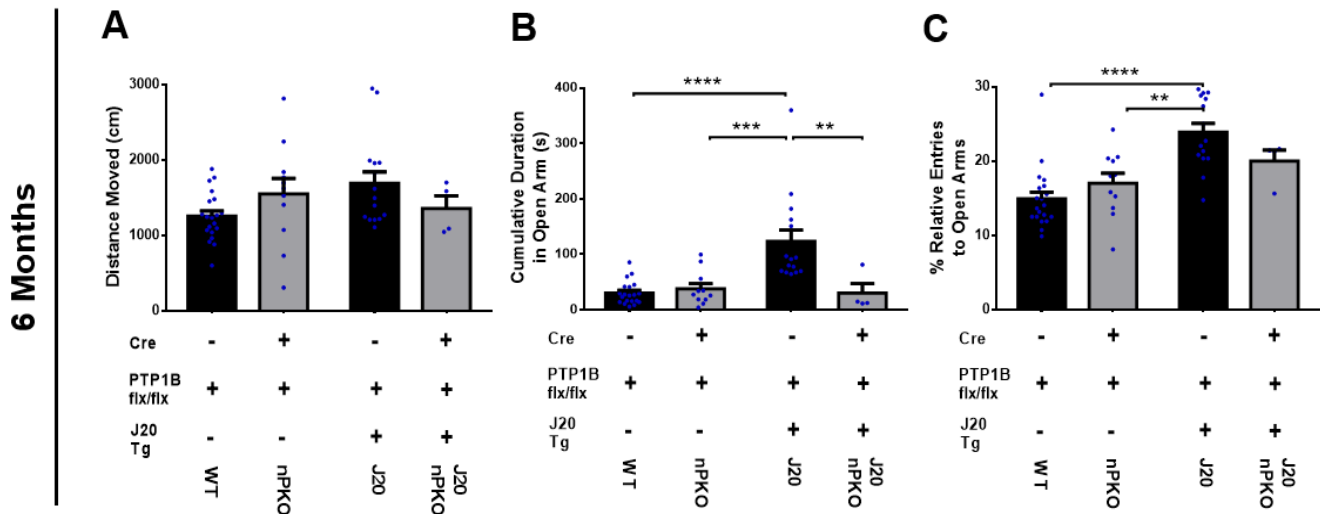 6 Months
A
Distance Moved (cm)
3000
2000
1000
0
Cre - + - +
PTP1B
flx/flx + + + +
J20
Tg - - + +
WT nPKO J20 J20
nPKO
B
Cumulative Duration
in Open Arm (s)
400
300
200
100
0
****
*** **
Cre - + - +
PTP1B
flx/flx + + + +
J20
Tg - - + +
WT nPKO J20 J20
nPKO
C
% Relative Entries
to Open Arms
30
20
10
0
****
**
Cre - + - +
PTP1B
flx/flx + + + +
J20
Tg - - + +
WT nPKO J20 J20
nPKO